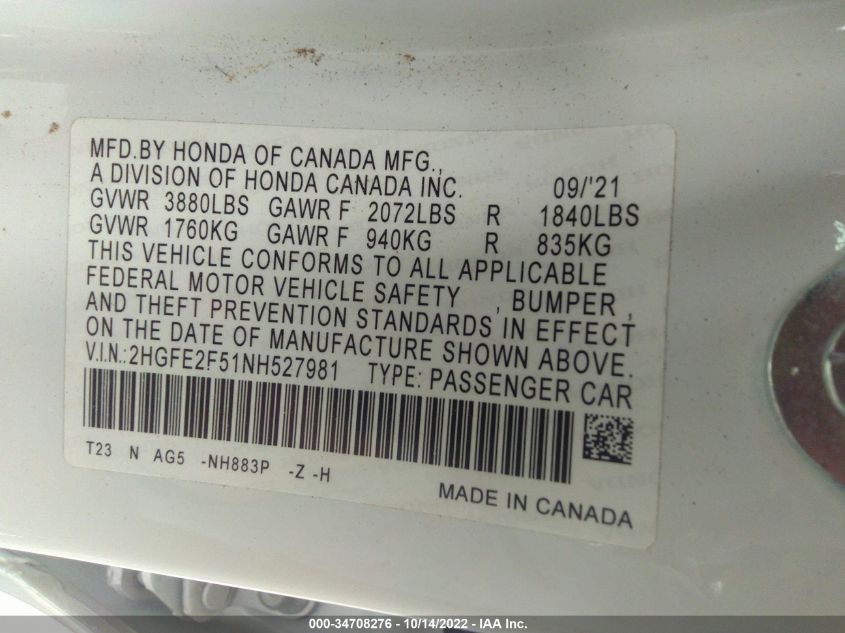 MFD.BY HONDA OF CANADA MFG.,
A DIVISION OF HONDA CANADA INC. 09/'21
GVWR 3880LBS GAWR F 2072LBS R 1840LBS
GVWR 1760KG GAWR F 940KG R 835KG
THIS VEHICLE CONFORMS TO ALL APPLICABLE
FEDERAL MOTOR VEHICLE SAFETY , BUMPER ,
AND THEFT PREVENTION STANDARDS IN EFFECT
ON THE DATE OF MANUFACTURE SHOWN ABOVE.
V.I.N.:2HGFE2F51NH527981 TYPE: PASSENGER CAR
T23 N AG5 -NH883P -Z -H
MADE IN CANADA
000-34708276 - 10/14/2022 - IAA Inc.